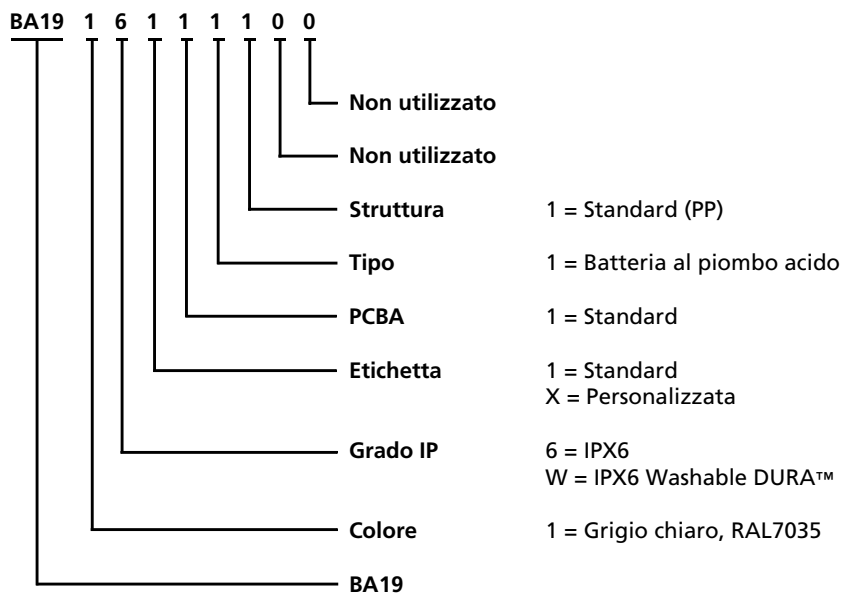 BA19 1 6 1 1 1 1 0 0
Non utilizzato
Non utilizzato
Struttura 1 = Standard (PP)
Tipo 1 = Batteria al piombo acido
PCBA 1 = Standard
Etichetta 1 = Standard
X = Personalizzata
Grado IP 6 = IPX6
W = IPX6 Washable DURA™
Colore 1 = Grigio chiaro, RAL7035
BA19